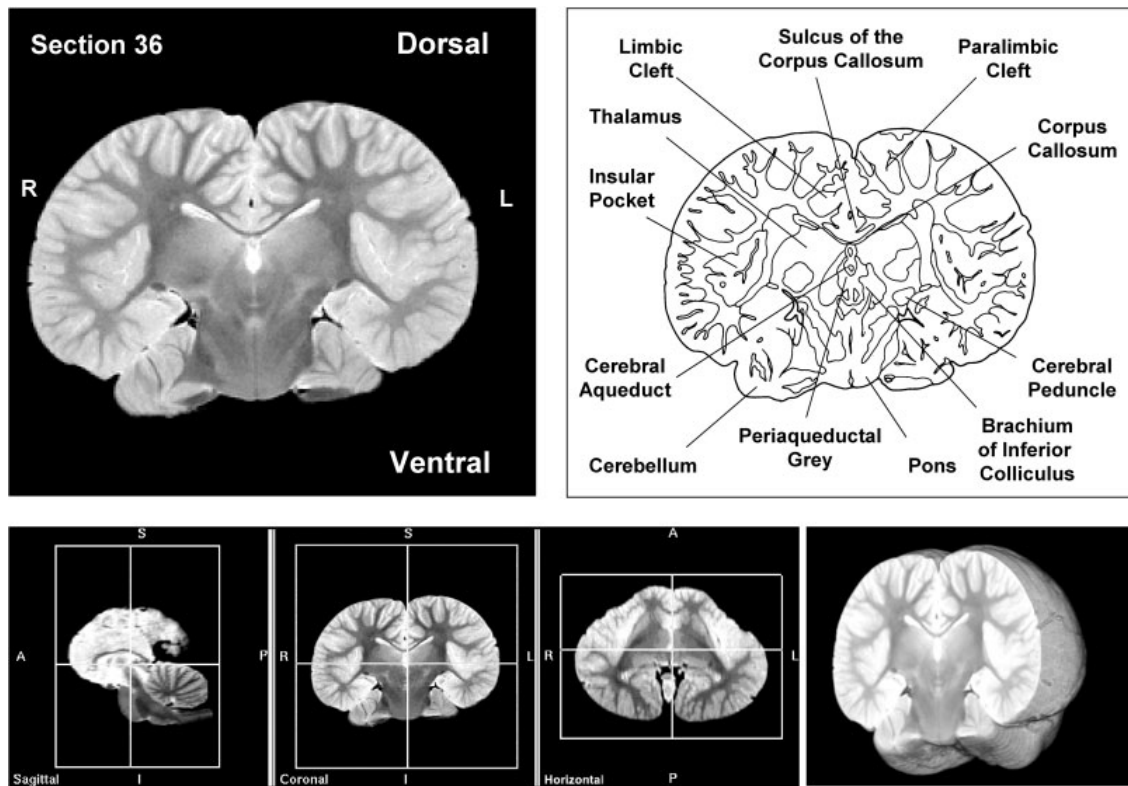 Section 36
Dorsal
R
L
Ventral
Limbic
Cleft
Sulcus of the
Corpus Callosum
Paralimbic
Cleft
Thalamus
Corpus
Callosum
Insular
Pocket
Cerebral
Aqueduct
Cerebral
Peduncle
Periaqueductal
Grey
Brachium
of Inferior
Colliculus
Cerebellum
Pons
S
A
P
Sagittal
I
S
R
L
Coronal
I
A
R
L
Horizontal
P